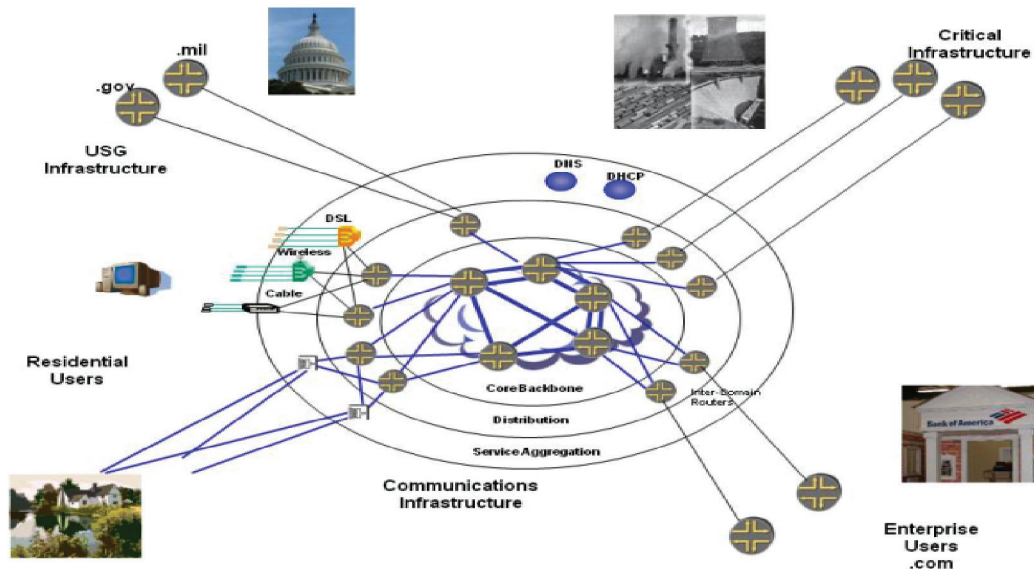 .mil
.gov
USG
Infrastructure
Critical
Infrastructure
DNS
DHCP
DSL
Wireless
Cable
Residential
Users
Core Backbone
Inter-Domain
Routers
Distribution
Service Aggregation
Communications
Infrastructure
Bank of America
Enterprise
Users
.com